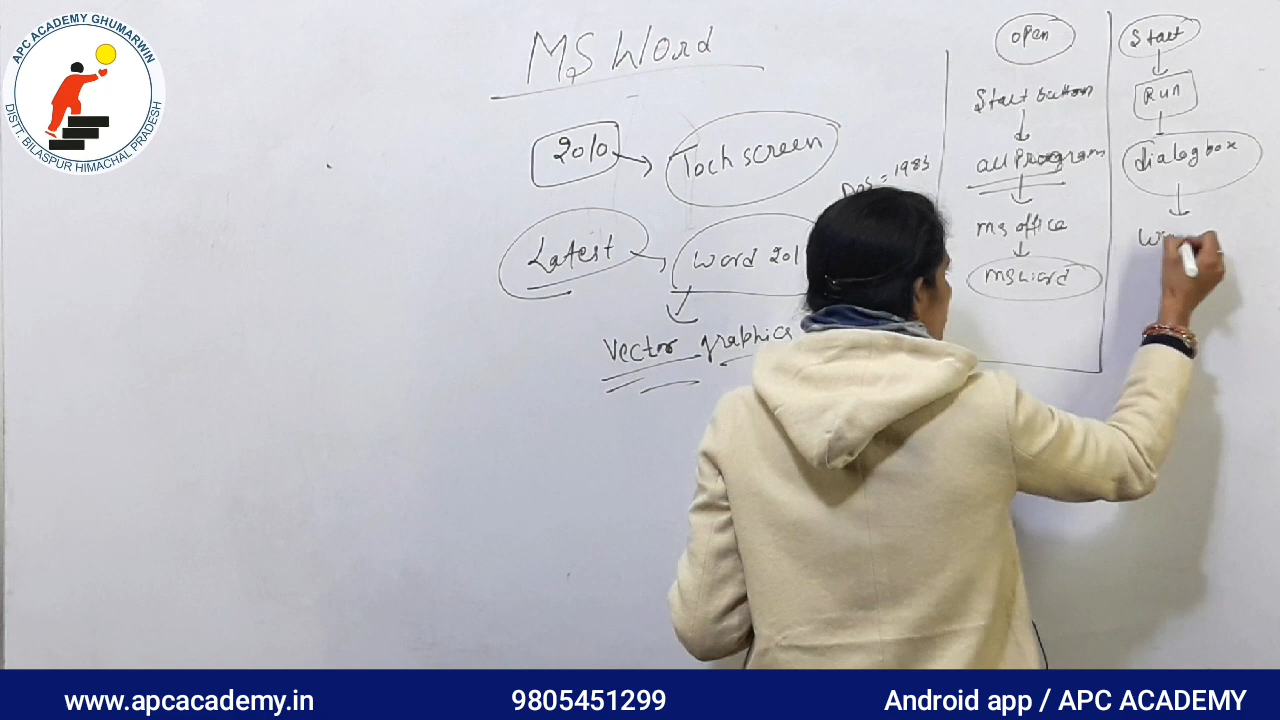 APC ACADEMY GHUMARWIN
DISTT. BILASPUR HIMACHAL PRADESH
MS Word
2010
Toch screen
Latest
Word 201
Vector graphics
Dos = 1983
open
Start button
all Program
ms office
ms word
Start
Run
dialog box
www.apcacademy.in
9805451299
Android app / APC ACADEMY